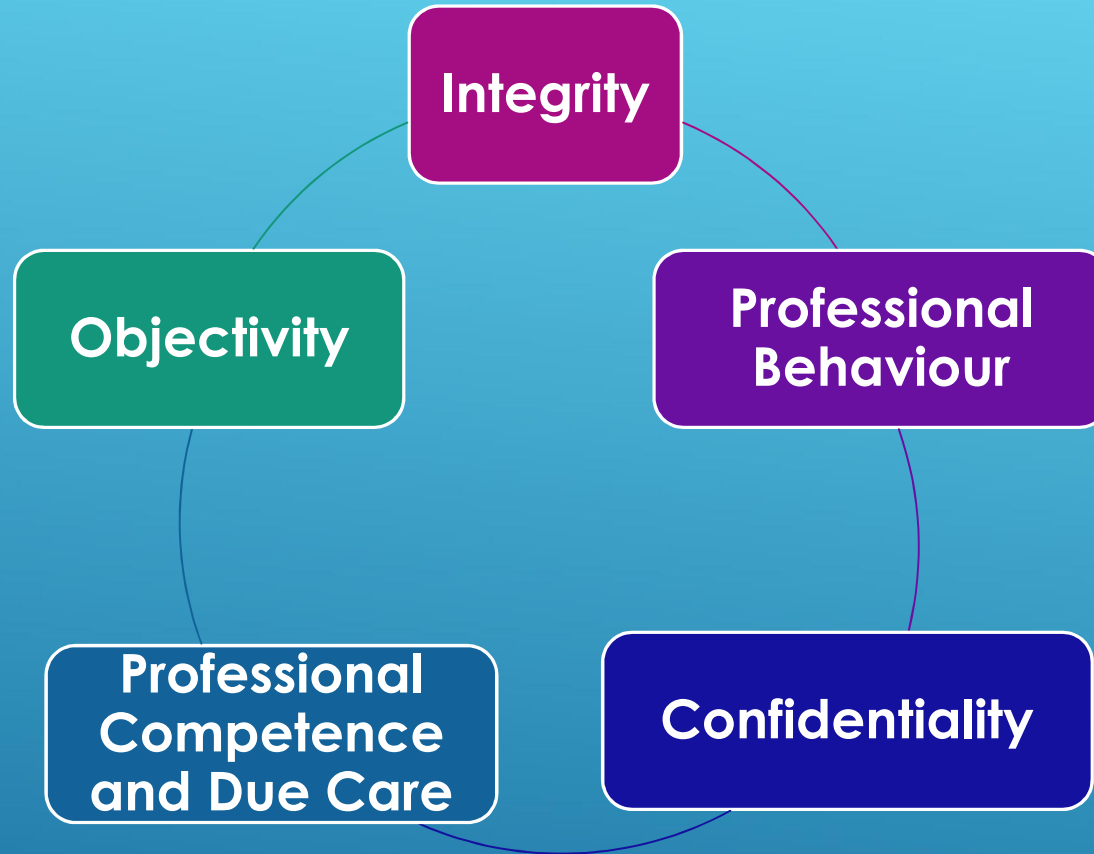 Integrity
Objectivity
Professional
Behaviour
Professional
Competence
and Due Care
Confidentiality